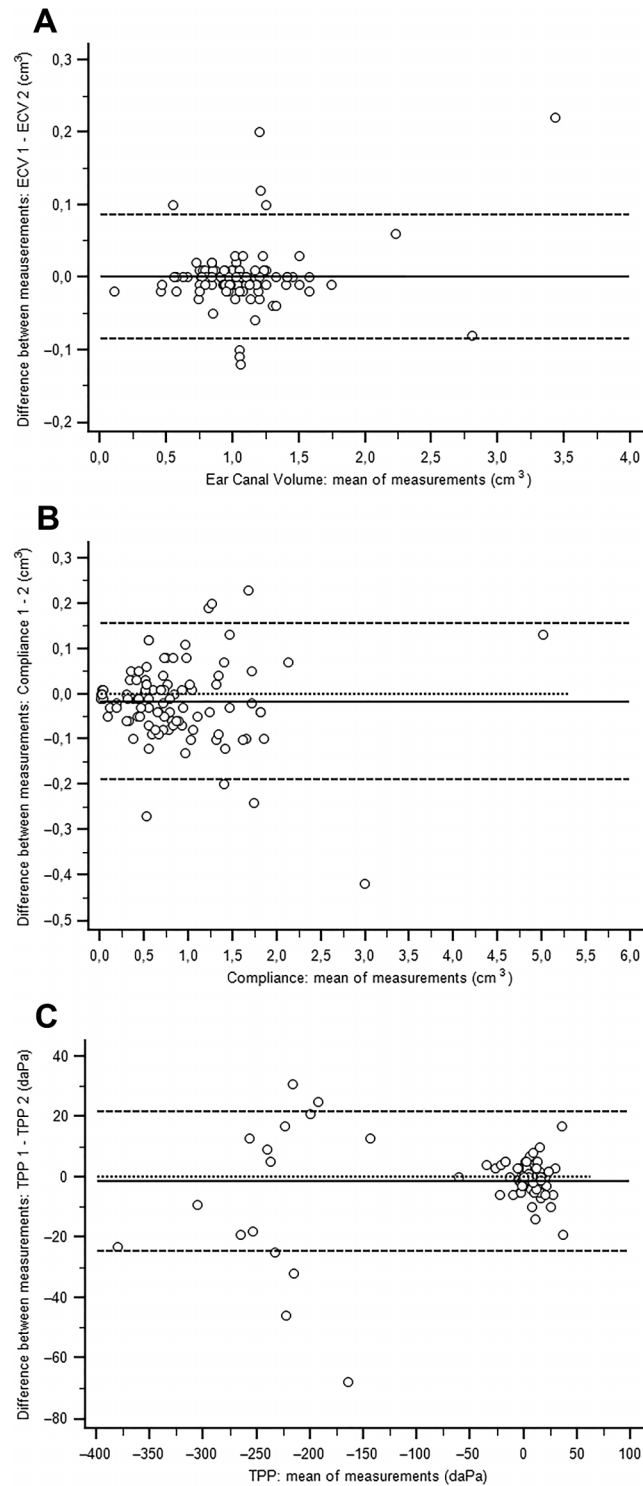 A
Difference between meauserements: ECV 1 - ECV 2 (cm³)
0,3
0,2
0,1
0,0
−0,1
−0,2
0,0 0,5 1,0 1,5 2,0 2,5 3,0 3,5 4,0
Ear Canal Volume: mean of measurements (cm³)
B
Difference between measurements: Compliance 1 - 2 (cm³)
0,3
0,2
0,1
0,0
−0,1
−0,2
−0,3
−0,4
−0,5
0,0 0,5 1,0 1,5 2,0 2,5 3,0 3,5 4,0 4,5 5,0 5,5 6,0
Compliance: mean of measurements (cm³)
C
Difference between measurements: TPP 1 - TPP 2 (daPa)
40
20
0
−20
−40
−60
−80
−400 −350 −300 −250 −200 −150 −100 −50 0 50 100
TPP: mean of measurements (daPa)